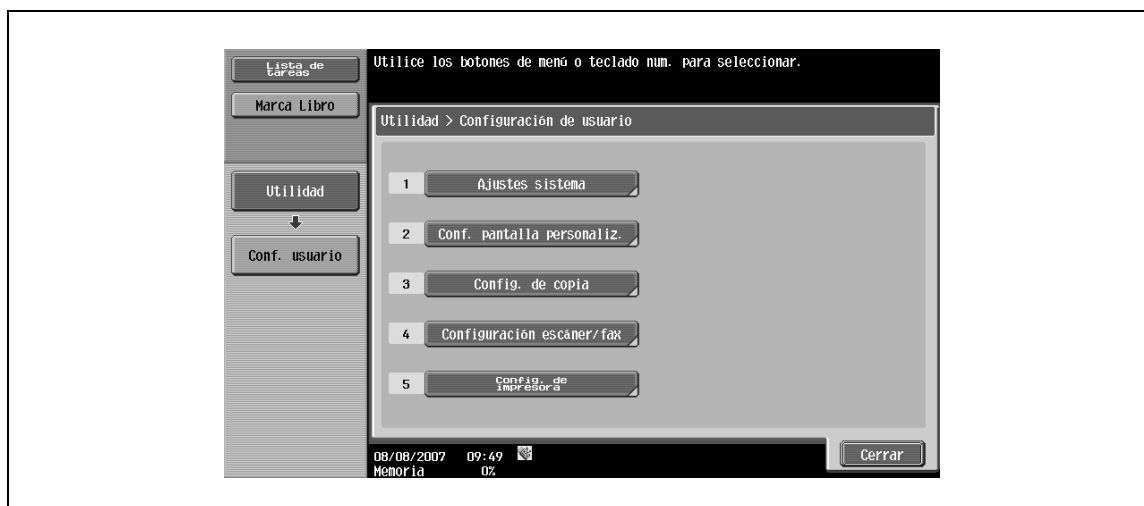 Lista de
tareas
Marca Libro
Utilidad
Conf. usuario
Utilice los botones de menú o teclado num. para seleccionar.
Utilidad > Configuración de usuario
1 Ajustes sistema
2 Conf. pantalla personaliz.
3 Config. de copia
4 Configuración escáner/fax
5 Config. de
impresora
08/08/2007 09:49
Memoria 0%
Cerrar